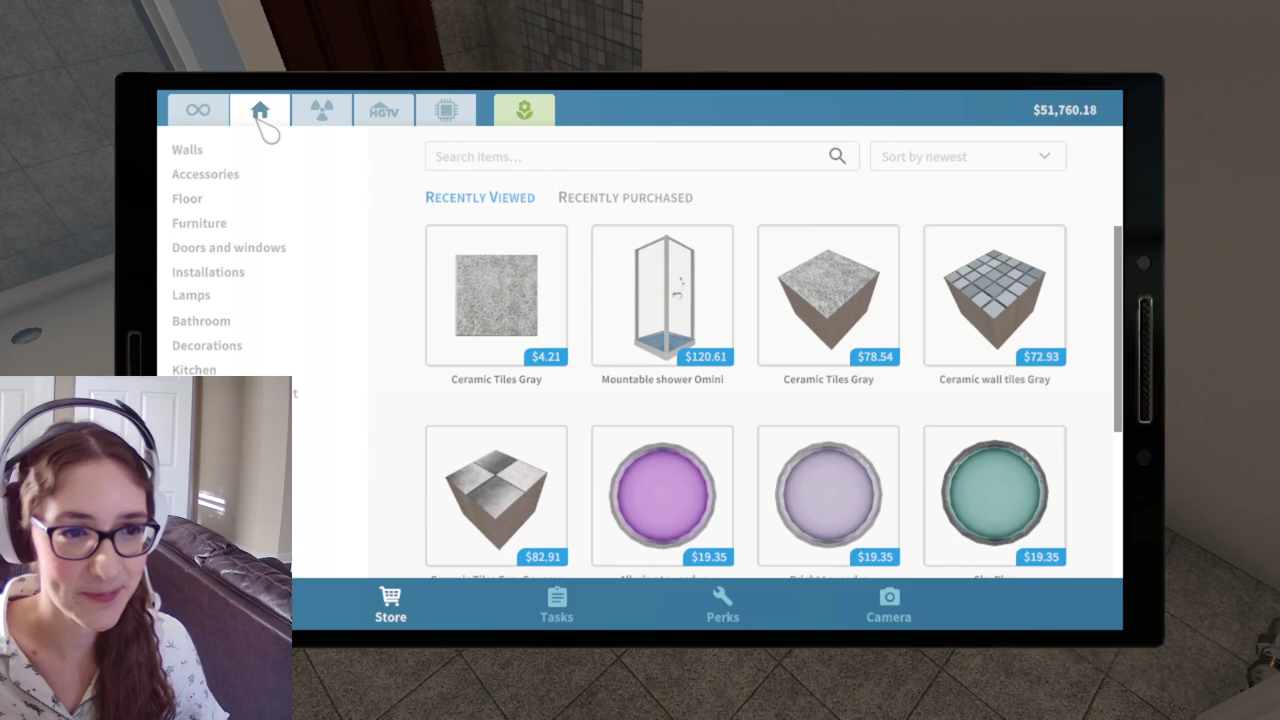 HGTV
$51,760.18
Walls
Accessories
Floor
Furniture
Doors and windows
Installations
Lamps
Bathroom
Decorations
Kitchen
Search items...
Sort by newest
RECENTLY VIEWED
RECENTLY PURCHASED
$4.21
$120.61
$78.54
$72.93
Ceramic Tiles Gray
Mountable shower Omini
Ceramic Tiles Gray
Ceramic wall tiles Gray
$82.91
$19.35
$19.35
$19.35
Ceramic Tiles Gray
Store
Tasks
Perks
Camera